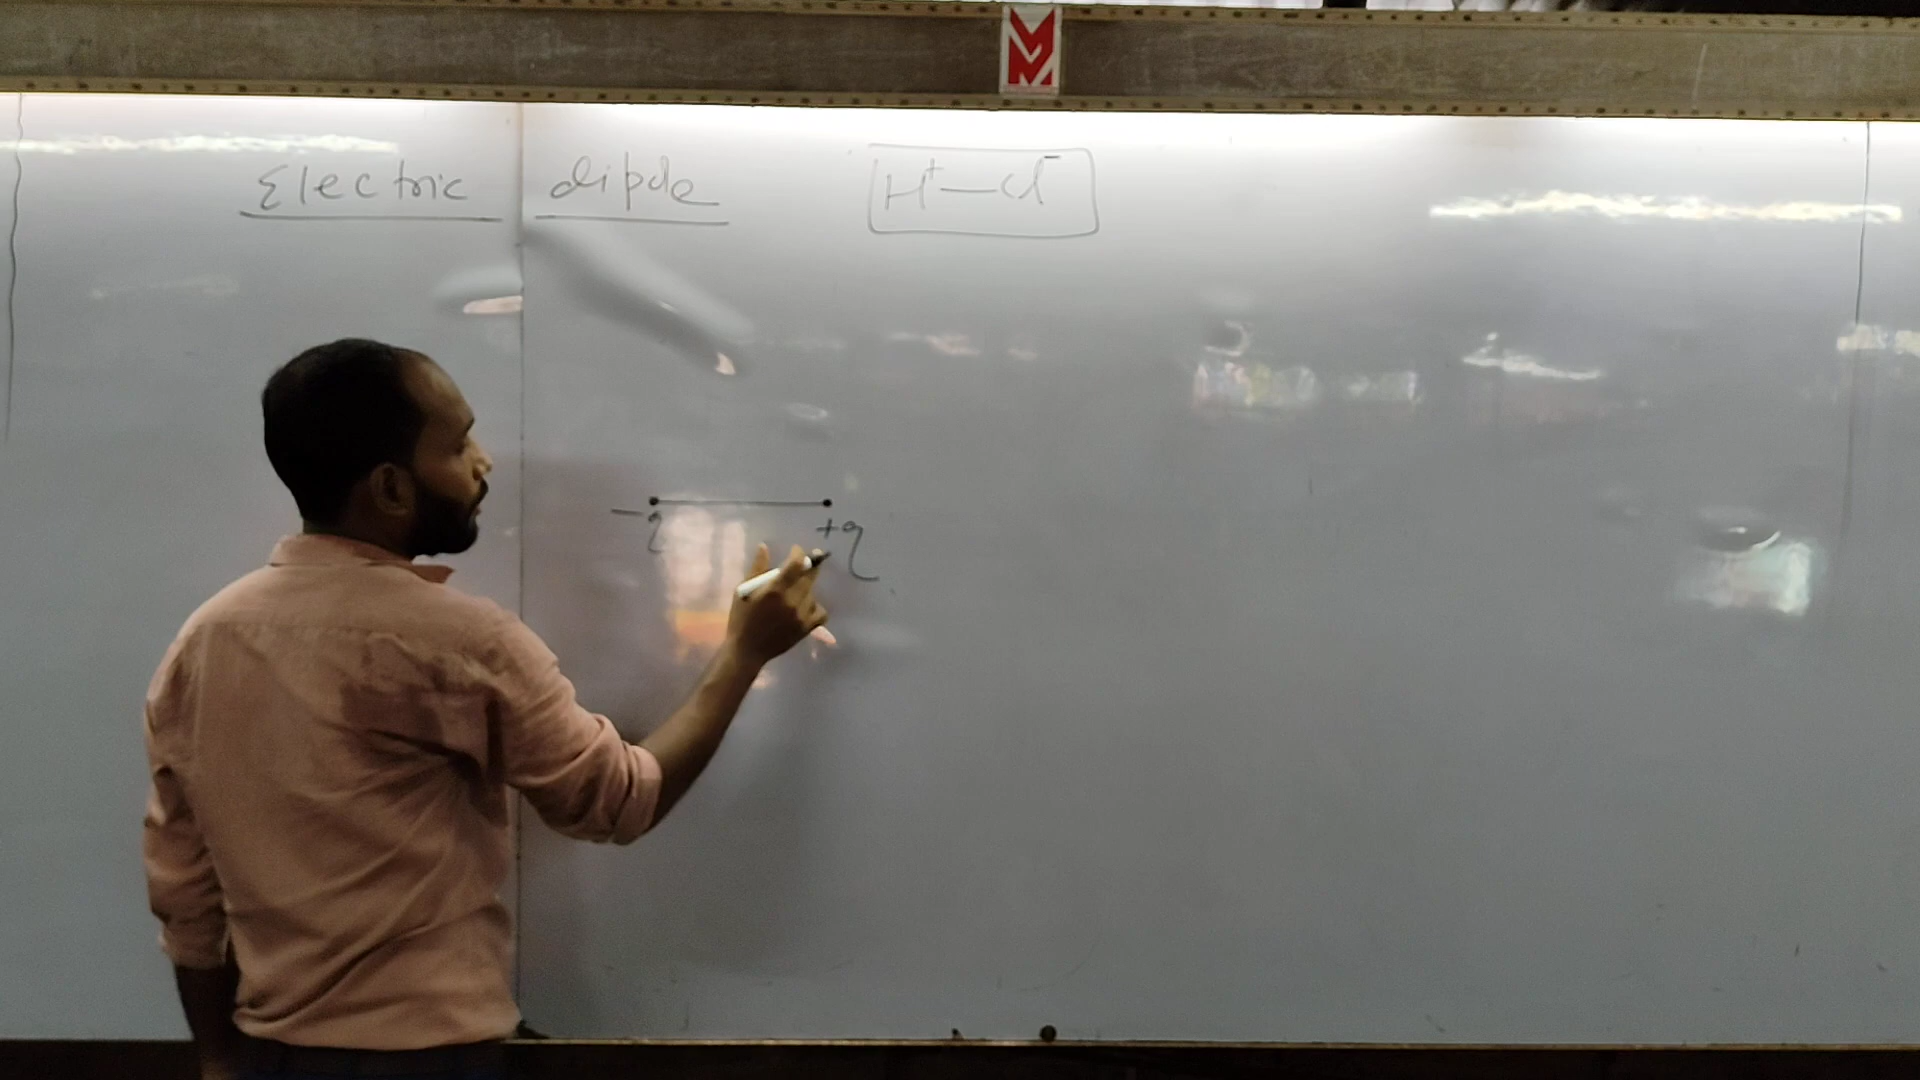 Electric dipole H⁺—Cl⁻
-q +q
M